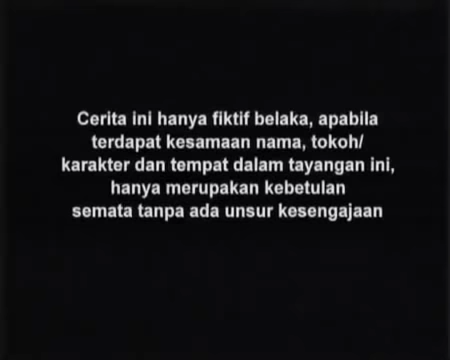 Cerita ini hanya fiktif belaka, apabila
terdapat kesamaan nama, tokoh/
karakter dan tempat dalam tayangan ini,
hanya merupakan kebetulan
semata tanpa ada unsur kesengajaan